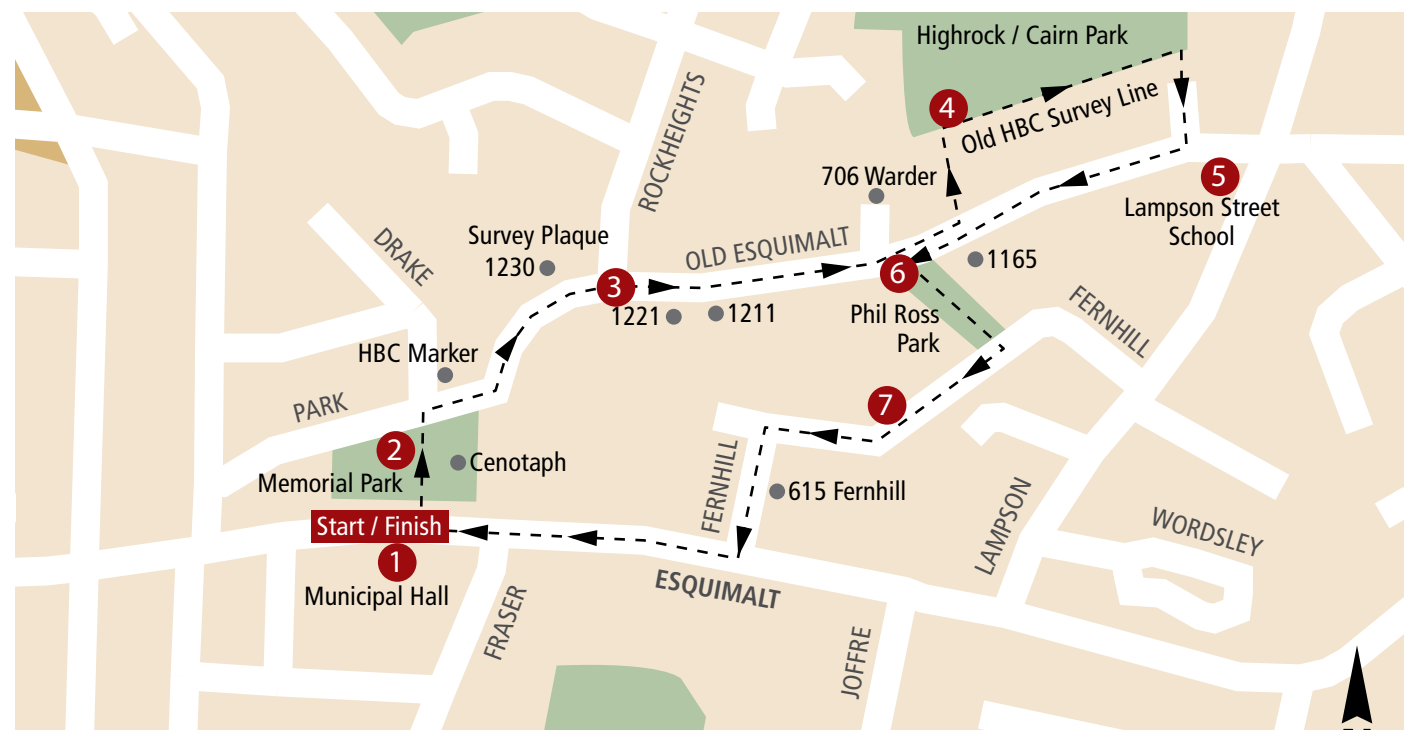 Highrock / Cairn Park
4
Old HBC Survey Line
ROCKHEIGHTS
706 Warder
5
Lampson Street
School
DRAKE
Survey Plaque
1230
OLD ESQUIMALT
3
6
1165
1221
1211
Phil Ross
Park
FERNHILL
HBC Marker
PARK
7
2
Cenotaph
Memorial Park
FERNHILL
615 Fernhill
LAMPSON
WORDSLEY
Start / Finish
1
Municipal Hall
ESQUIMALT
FRASER
JOFFRE